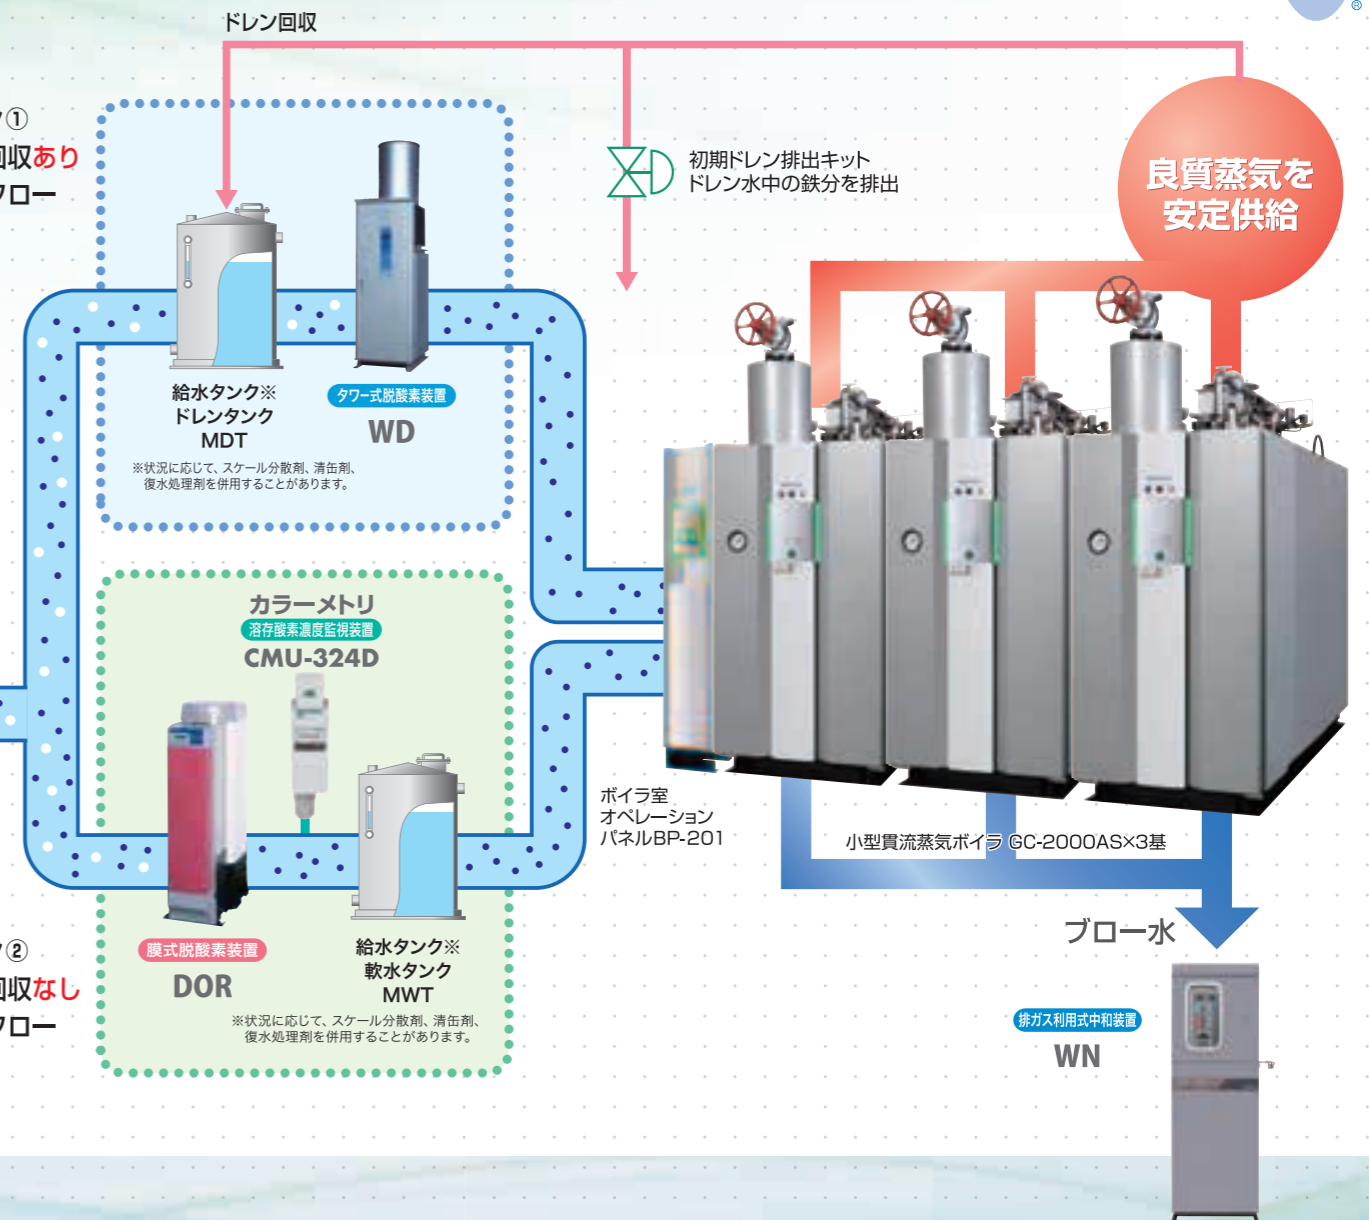 ®
ドレン回収
①
回収あり
フロー
初期ドレン排出キット
ドレン水中の鉄分を排出
良質蒸気を
安定供給
給水タンク※
ドレンタンク
MDT
タワー式脱酸素装置
WD
※状況に応じて、スケール分散剤、清缶剤、
復水処理剤を併用することがあります。
カラーメトリ
溶存酸素濃度監視装置
CMU-324D
ボイラ室
オペレーション
パネルBP-201
小型貫流蒸気ボイラ GC-2000AS×3基
②
回収なし
フロー
膜式脱酸素装置
DOR
給水タンク※
軟水タンク
MWT
※状況に応じて、スケール分散剤、清缶剤、
復水処理剤を併用することがあります。
ブロー水
排ガス利用式中和装置
WN